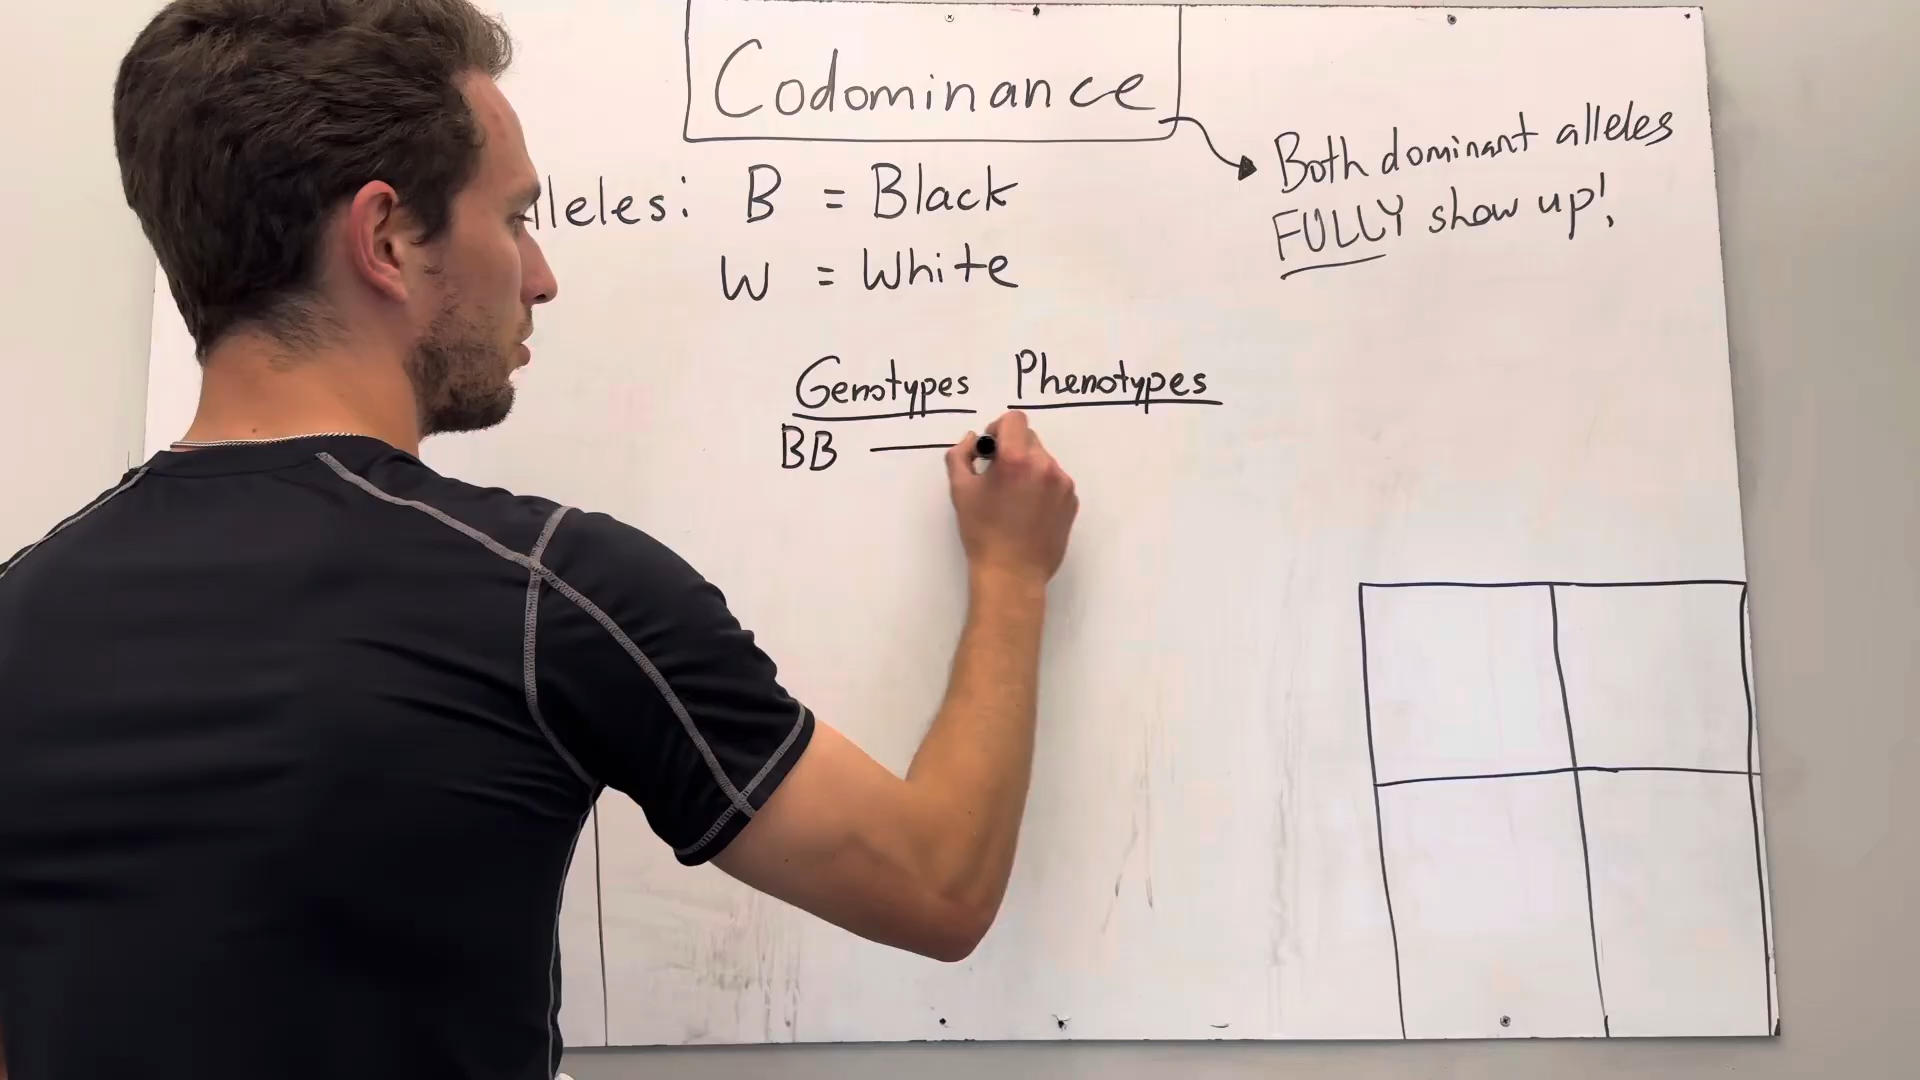 Codominance
Both dominant alleles
FULLY show up!
lleles: B = Black
W = White
Genotypes Phenotypes
BB